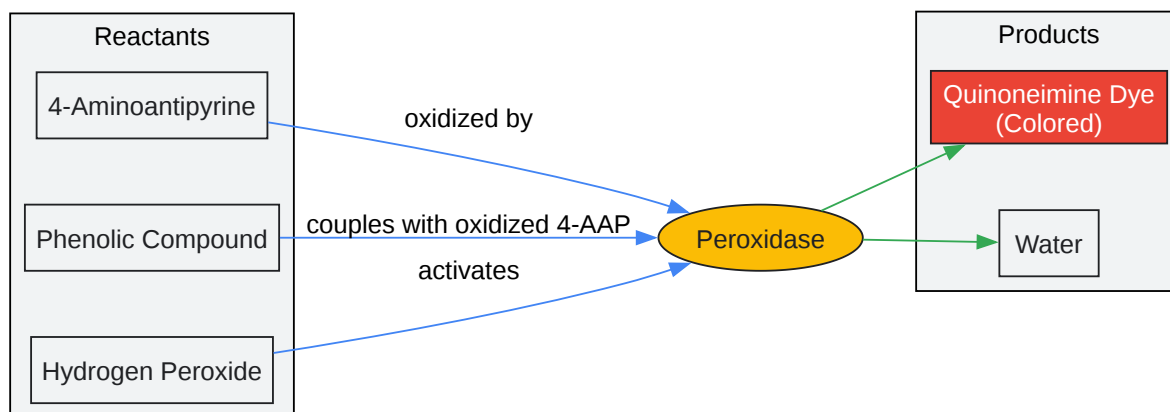 Reactants
4-Aminoantipyrine
Phenolic Compound
Hydrogen Peroxide
oxidized by
couples with oxidized 4-AAP
activates
Peroxidase
Products
Quinoneimine Dye
(Colored)
Water